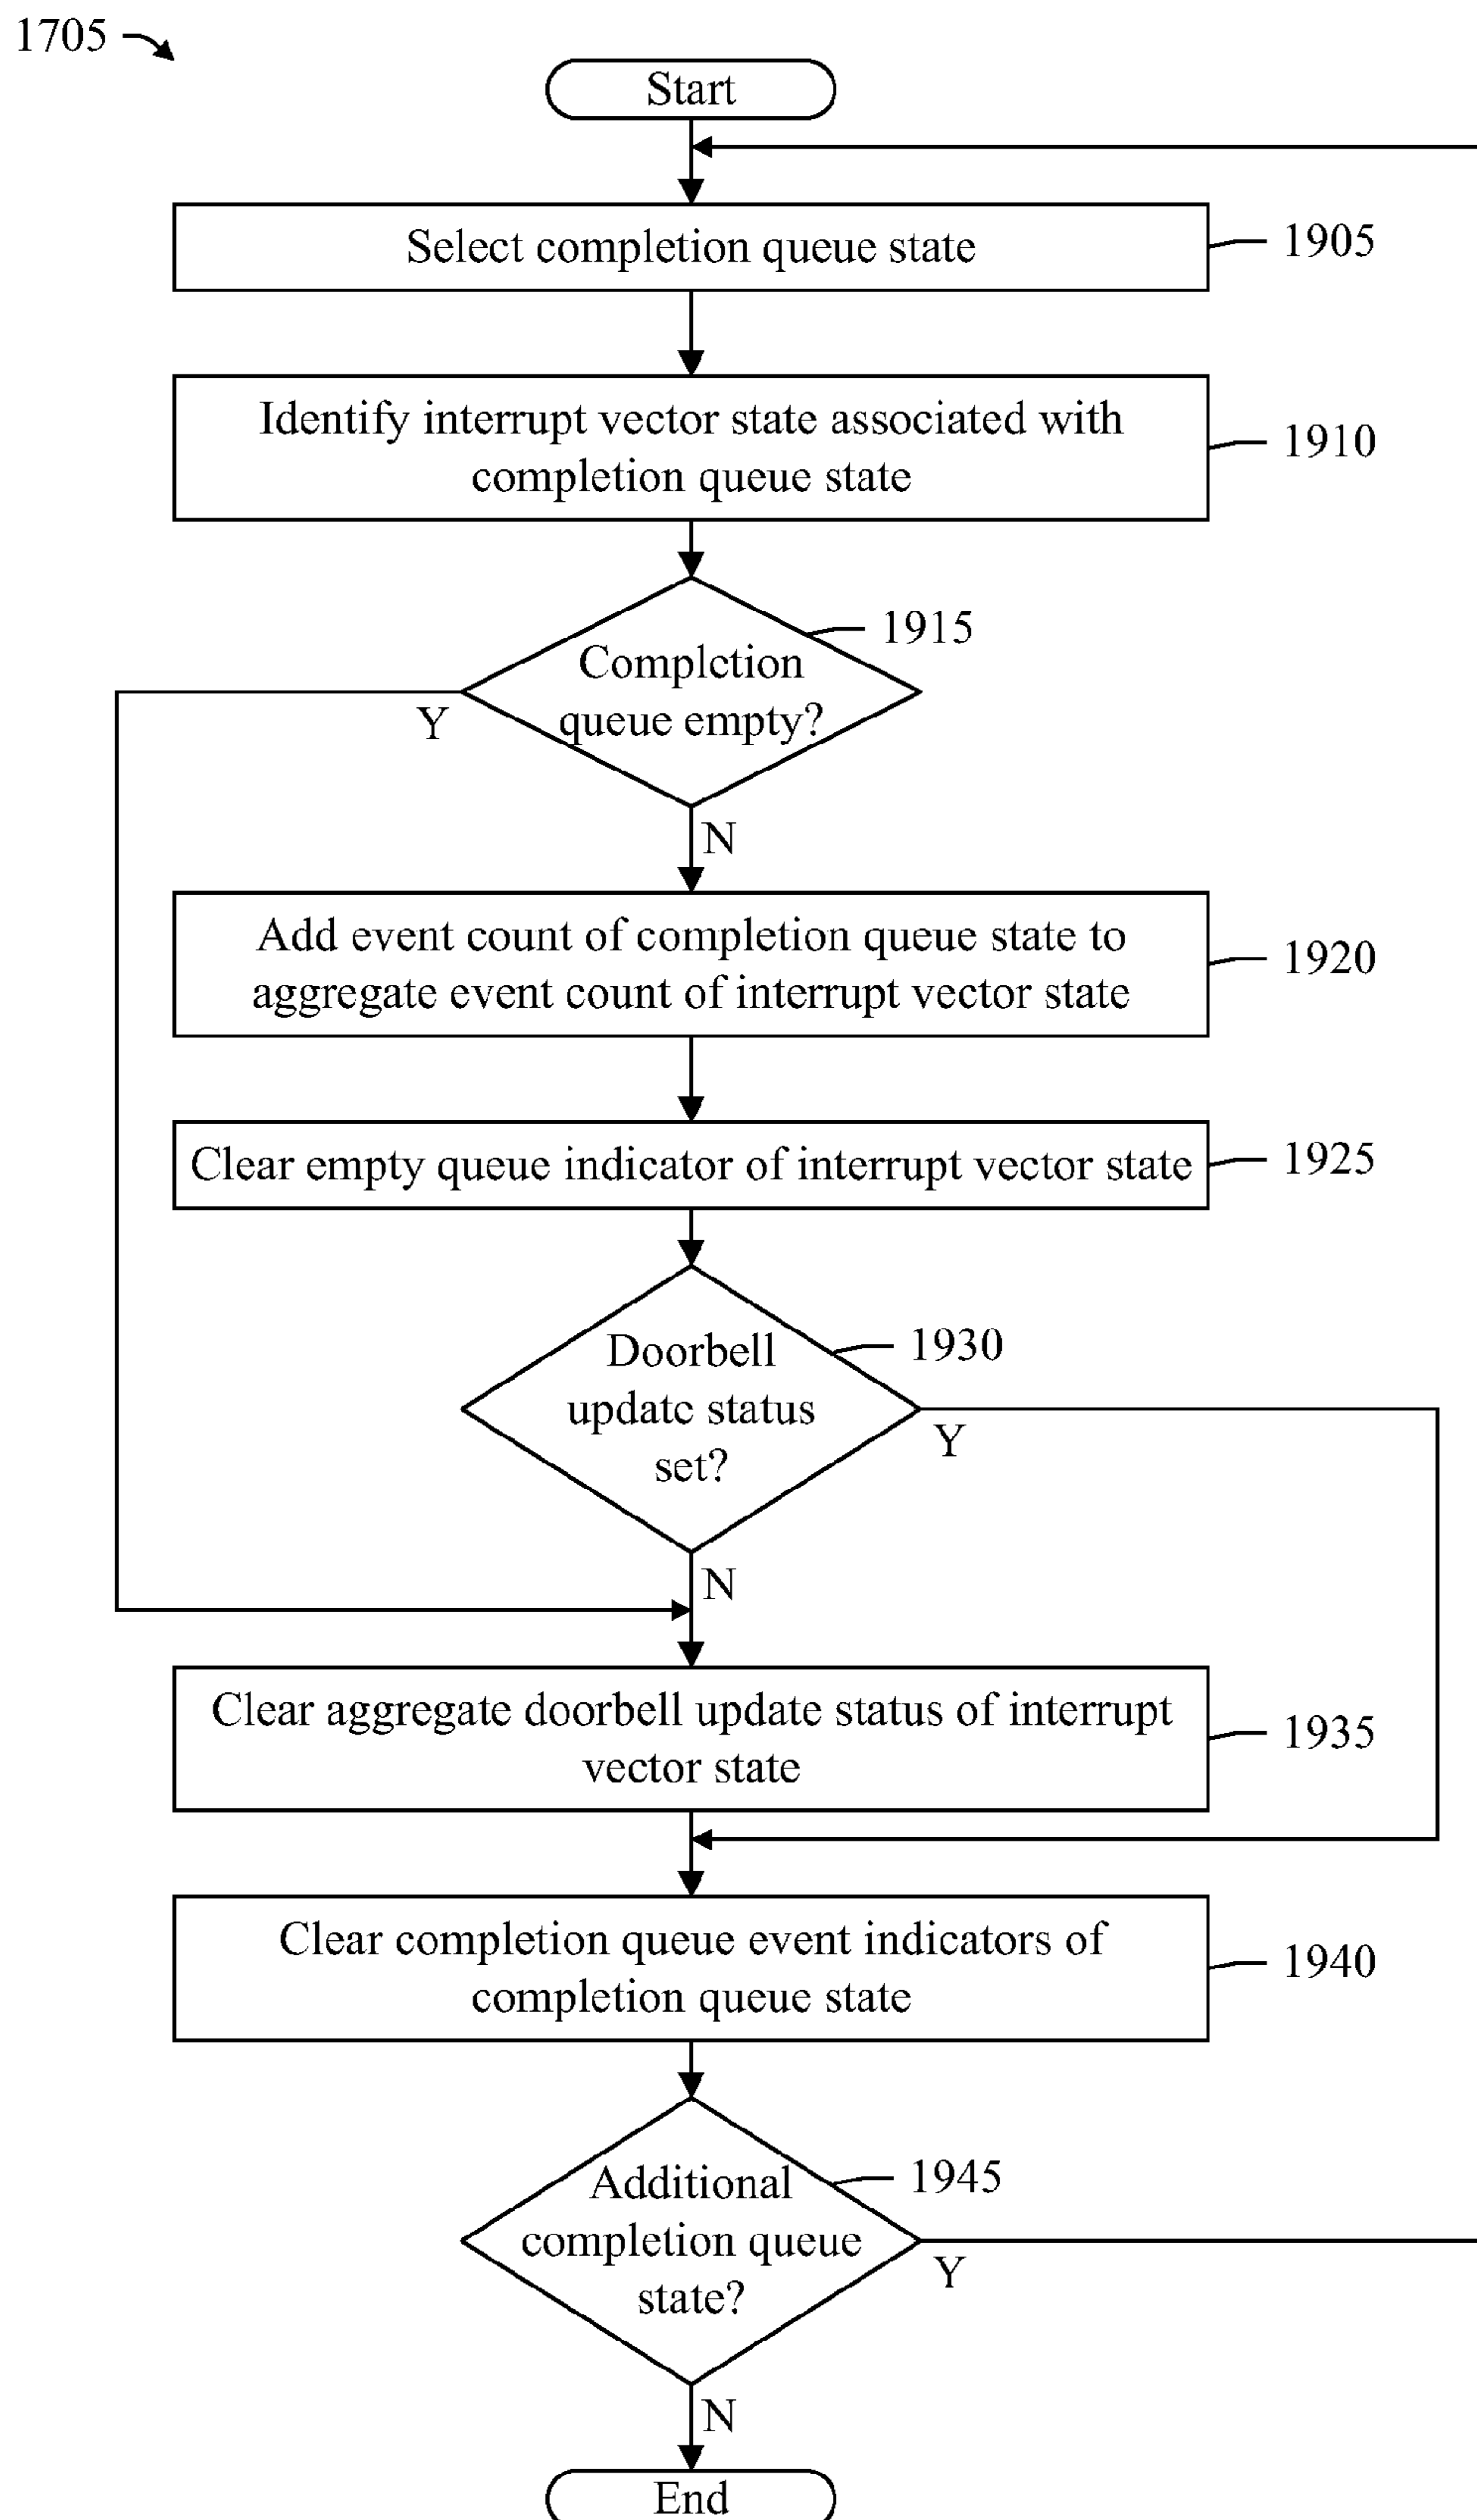 1705
Start
Select completion queue state
1905
Identify interrupt vector state associated with
completion queue state
1910
1915
Completion
queue empty?
Y
N
Add event count of completion queue state to
aggregate event count of interrupt vector state
1920
Clear empty queue indicator of interrupt vector state
1925
1930
Doorbell
update status
set?
Y
N
Clear aggregate doorbell update status of interrupt
vector state
1935
Clear completion queue event indicators of
completion queue state
1940
1945
Additional
completion queue
state?
Y
N
End